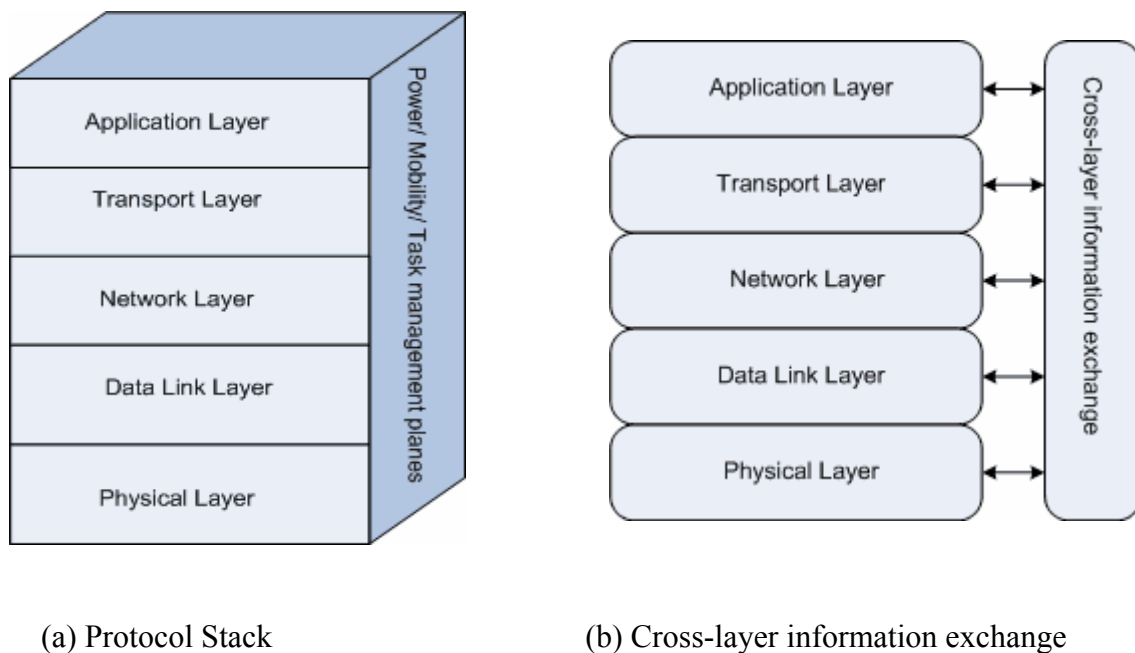 Application Layer
Transport Layer
Network Layer
Data Link Layer
Physical Layer
Power/ Mobility/ Task management planes
Application Layer
Transport Layer
Network Layer
Data Link Layer
Physical Layer
Cross-layer information exchange
(a) Protocol Stack
(b) Cross-layer information exchange